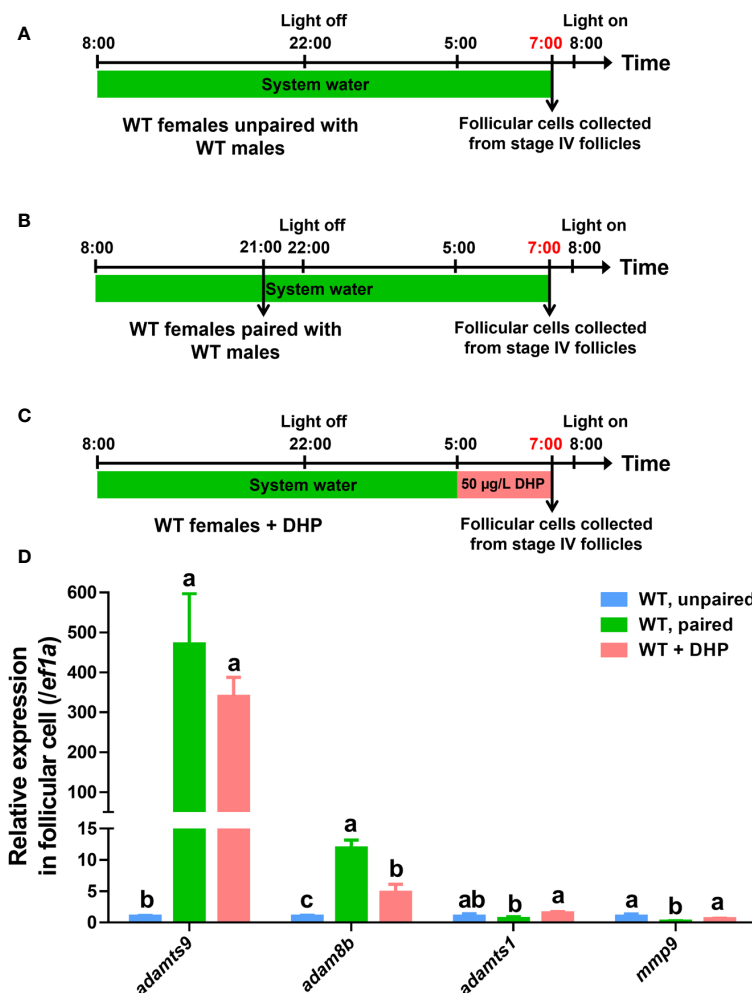 A
Light off
Light on
8:00
22:00
5:00
7:00
8:00
Time
System water
WT females unpaired with
WT males
Follicular cells collected
from stage IV follicles
B
Light off
Light on
8:00
21:00
22:00
5:00
7:00
8:00
Time
System water
WT females paired with
WT males
Follicular cells collected
from stage IV follicles
C
Light off
Light on
8:00
22:00
5:00
7:00
8:00
Time
System water
50 µg/L DHP
WT females + DHP
Follicular cells collected
from stage IV follicles
D
Relative expression
in follicular cell (/ef1a)
600
500
400
300
200
100
15
10
5
0
b
a
a
c
a
b
ab
b
a
a
b
a
WT, unpaired
WT, paired
WT + DHP
adamts9
adam8b
adamts1
mmp9